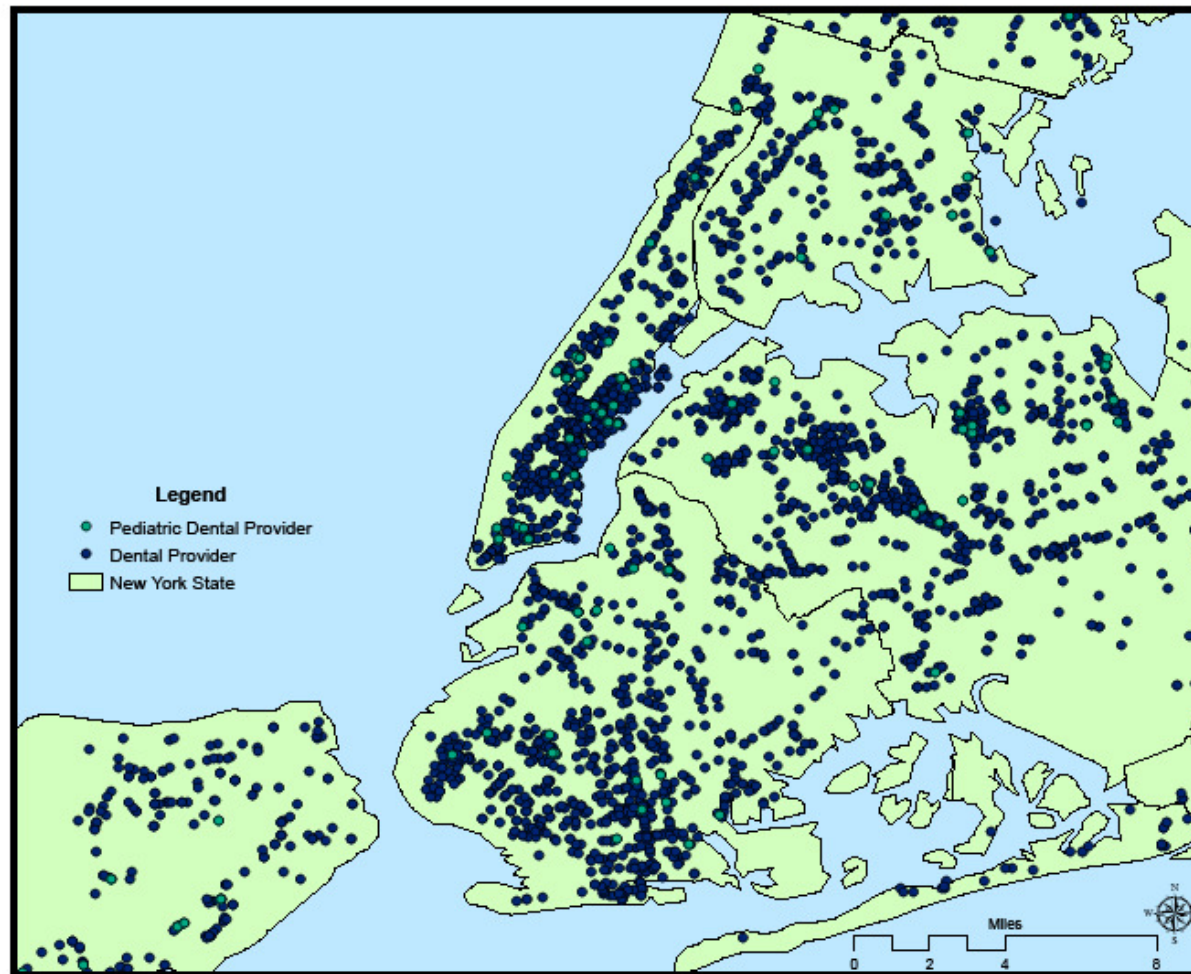 Legend
Pediatric Dental Provider
Dental Provider
New York State
N
W E
S
Miles
0 2 4 8